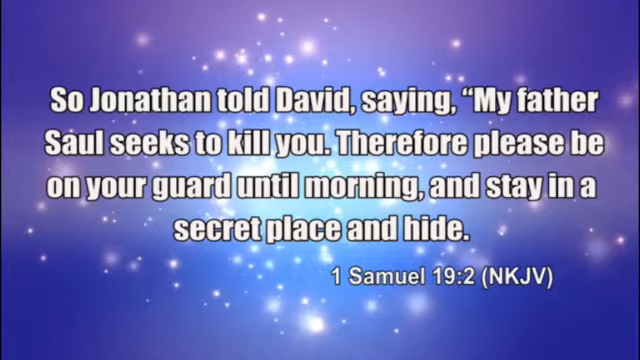 So Jonathan told David, saying, “My father
Saul seeks to kill you. Therefore please be
on your guard until morning, and stay in a
secret place and hide.
1 Samuel 19:2 (NKJV)